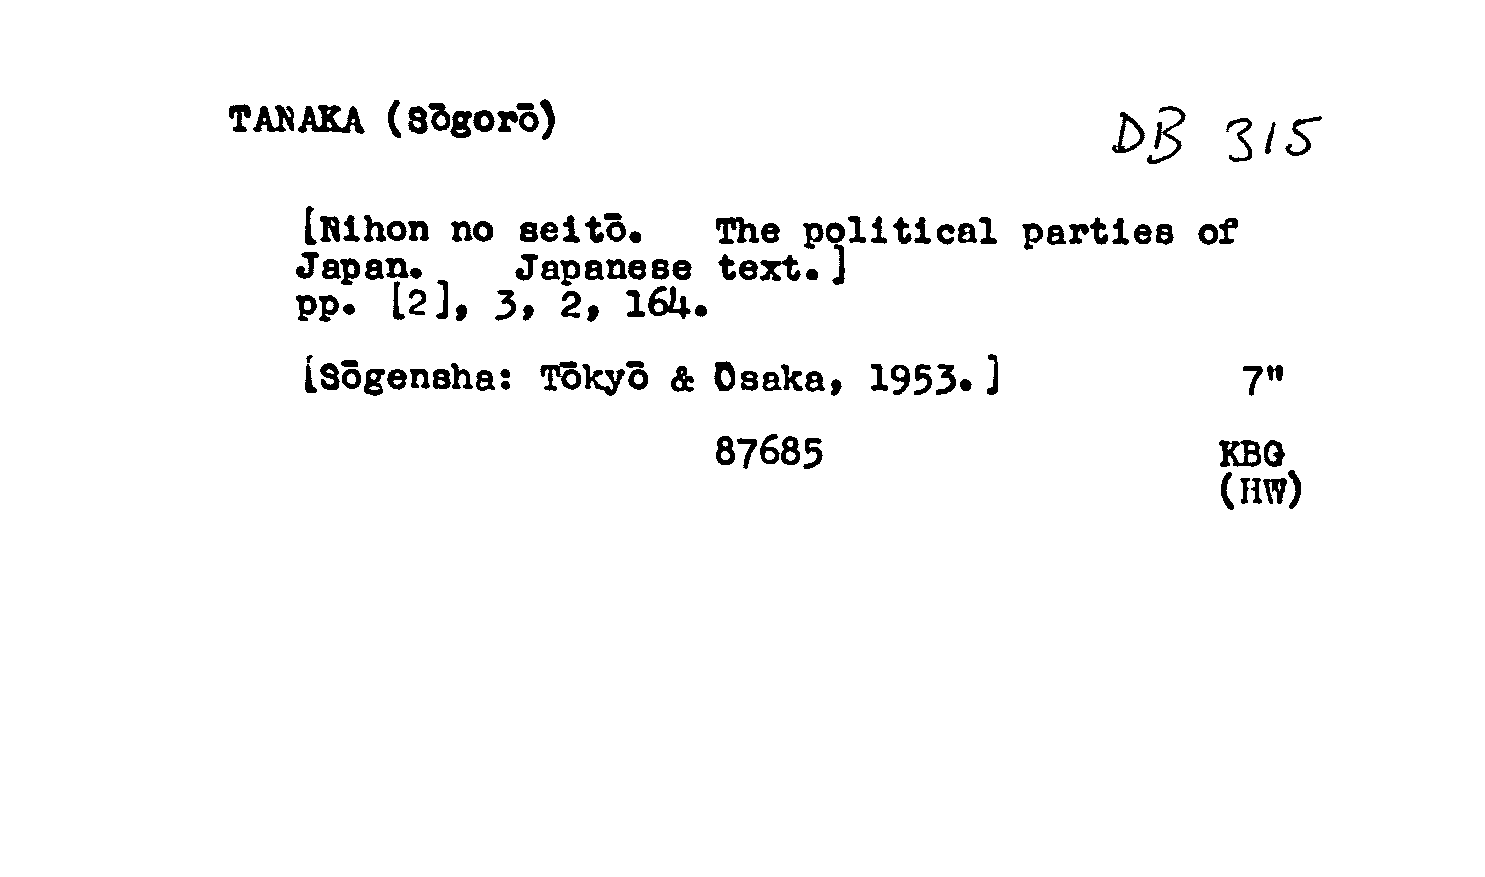 TANAKA (Sōgorō)
DB 315
[Nihon no seitō. The political parties of
Japan. Japanese text.]
pp. [2], 3, 2, 164.
[Sōgensha: Tōkyō & Ōsaka, 1953.] 7"
87685 KBG
(HW)